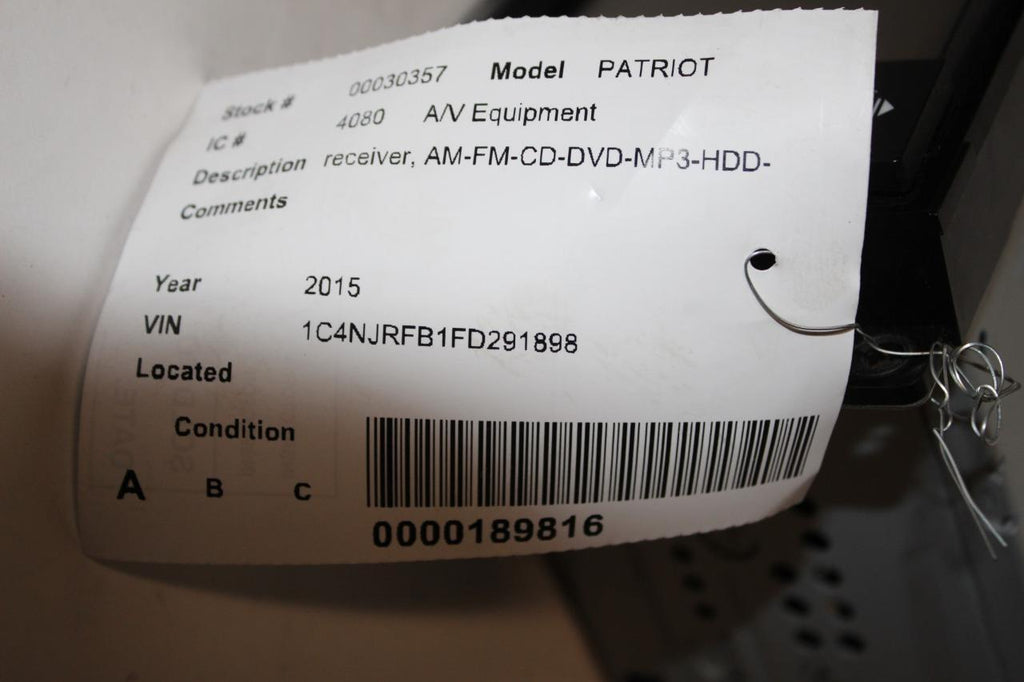 Stock # 00030357 Model PATRIOT
IC # 4080 A/V Equipment
Description receiver, AM-FM-CD-DVD-MP3-HDD-
Comments
Year 2015
VIN 1C4NJRFB1FD291898
Located
Condition
A B C
0000189816